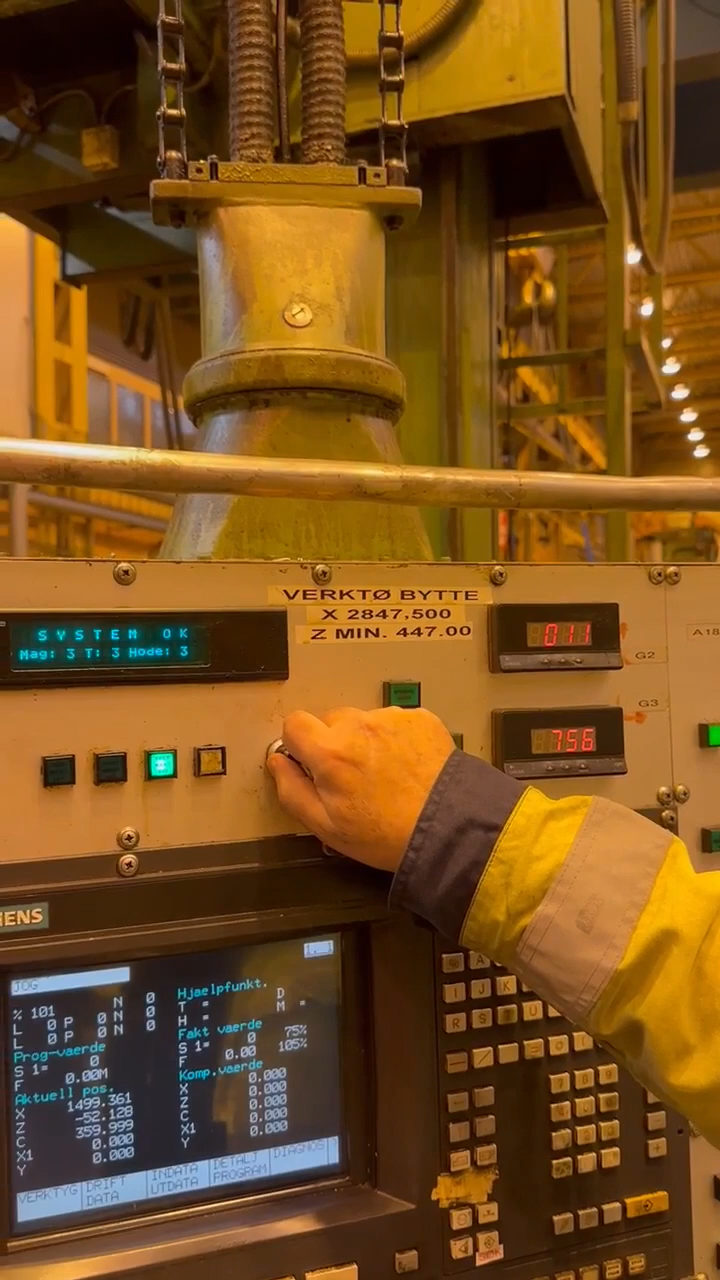 VERKTØ BYTTE
X 2847,500
Z MIN. 447.00
SYSTEM OK
Mag: 3 T: 3 Hode: 3
011
G2
A18
G3
756
IENS
JOG
% 101 N 0
L 0 P 0 N 0
L 0 P 0 N 0
Prog-vaerde
S 1= 0
F 0.00M
Aktuell pos.
X 1499.361
Z -52.128
C 359.999
X1 0.000
Y 0.000
Hjaelpfunkt.
T = D
H = M =
Fakt vaerde
S 1= 0 75%
F 0.00 105%
Komp.vaerde
X 0.000
Z 0.000
C 0.000
X1 0.000
Y 0.000
VERKTYG
DRIFT DATA
INDATA UTDATA
DETALJ PROGRAM
DIAGNOS
A
I J K
R S